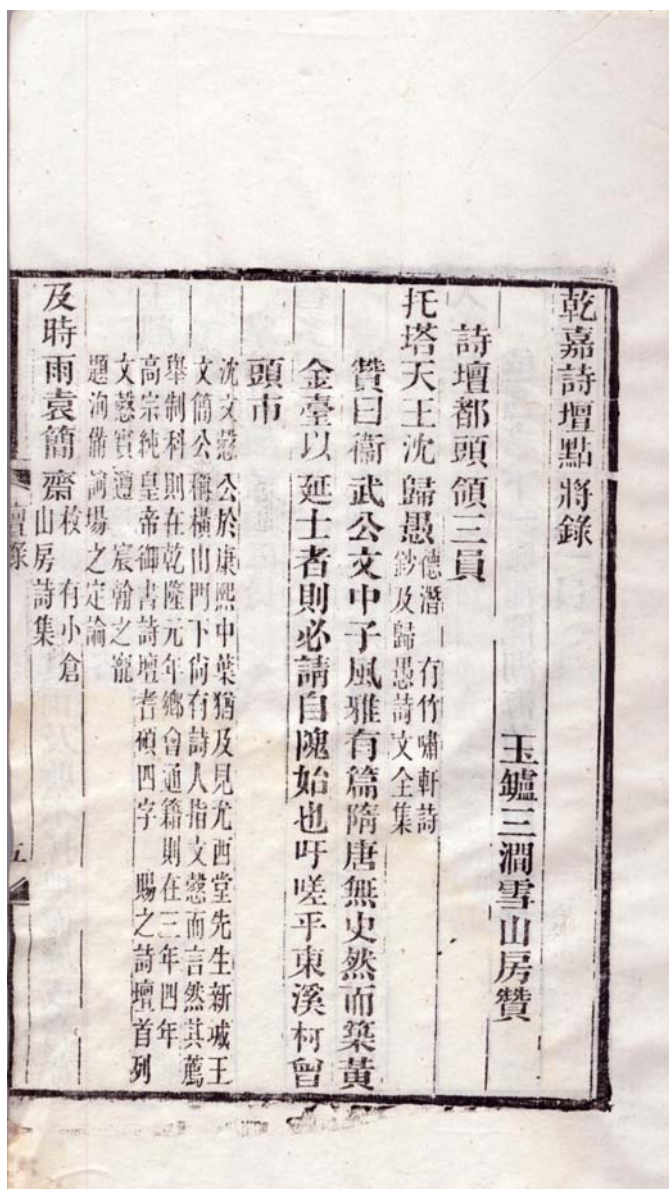 乾嘉詩壇點將錄
玉鑪三澗雪山房贊
詩壇都頭領三員
托塔天王沈歸愚德潛 有竹嘯軒詩
鈔及歸愚詩文全集
贊曰衞武公文中子風雅有篇隋唐無史然而築黃
金臺以延士者則必請自隗始也吁嗟乎東溪村曾
頭市
沈文慤 公於康熙中葉猶及見尤西堂先生新城王
文簡公稱橫山門下尙有詩人指文慤而言然其薦
舉制科則在乾隆元年鄉會通籍則在三年四年
高宗純皇帝御書詩壇耆碩四字 賜之詩壇首列
文慤實遵 宸翰之寵
題洵備詞場之定論
及時雨袁簡齋枚 有小倉
山房詩集
壇錄
五